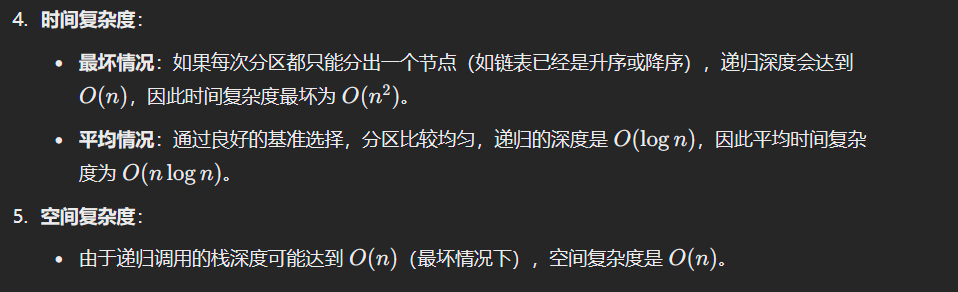 4. 时间复杂度：
• 最坏情况：如果每次分区都只能分出一个节点（如链表已经是升序或降序），递归深度会达到
O(n)，因此时间复杂度最坏为 O(n²)。
• 平均情况：通过良好的基准选择，分区比较均匀，递归的深度是 O(log n)，因此平均时间复杂
度为 O(n log n)。
5. 空间复杂度：
• 由于递归调用的栈深度可能达到 O(n)（最坏情况下），空间复杂度是 O(n)。